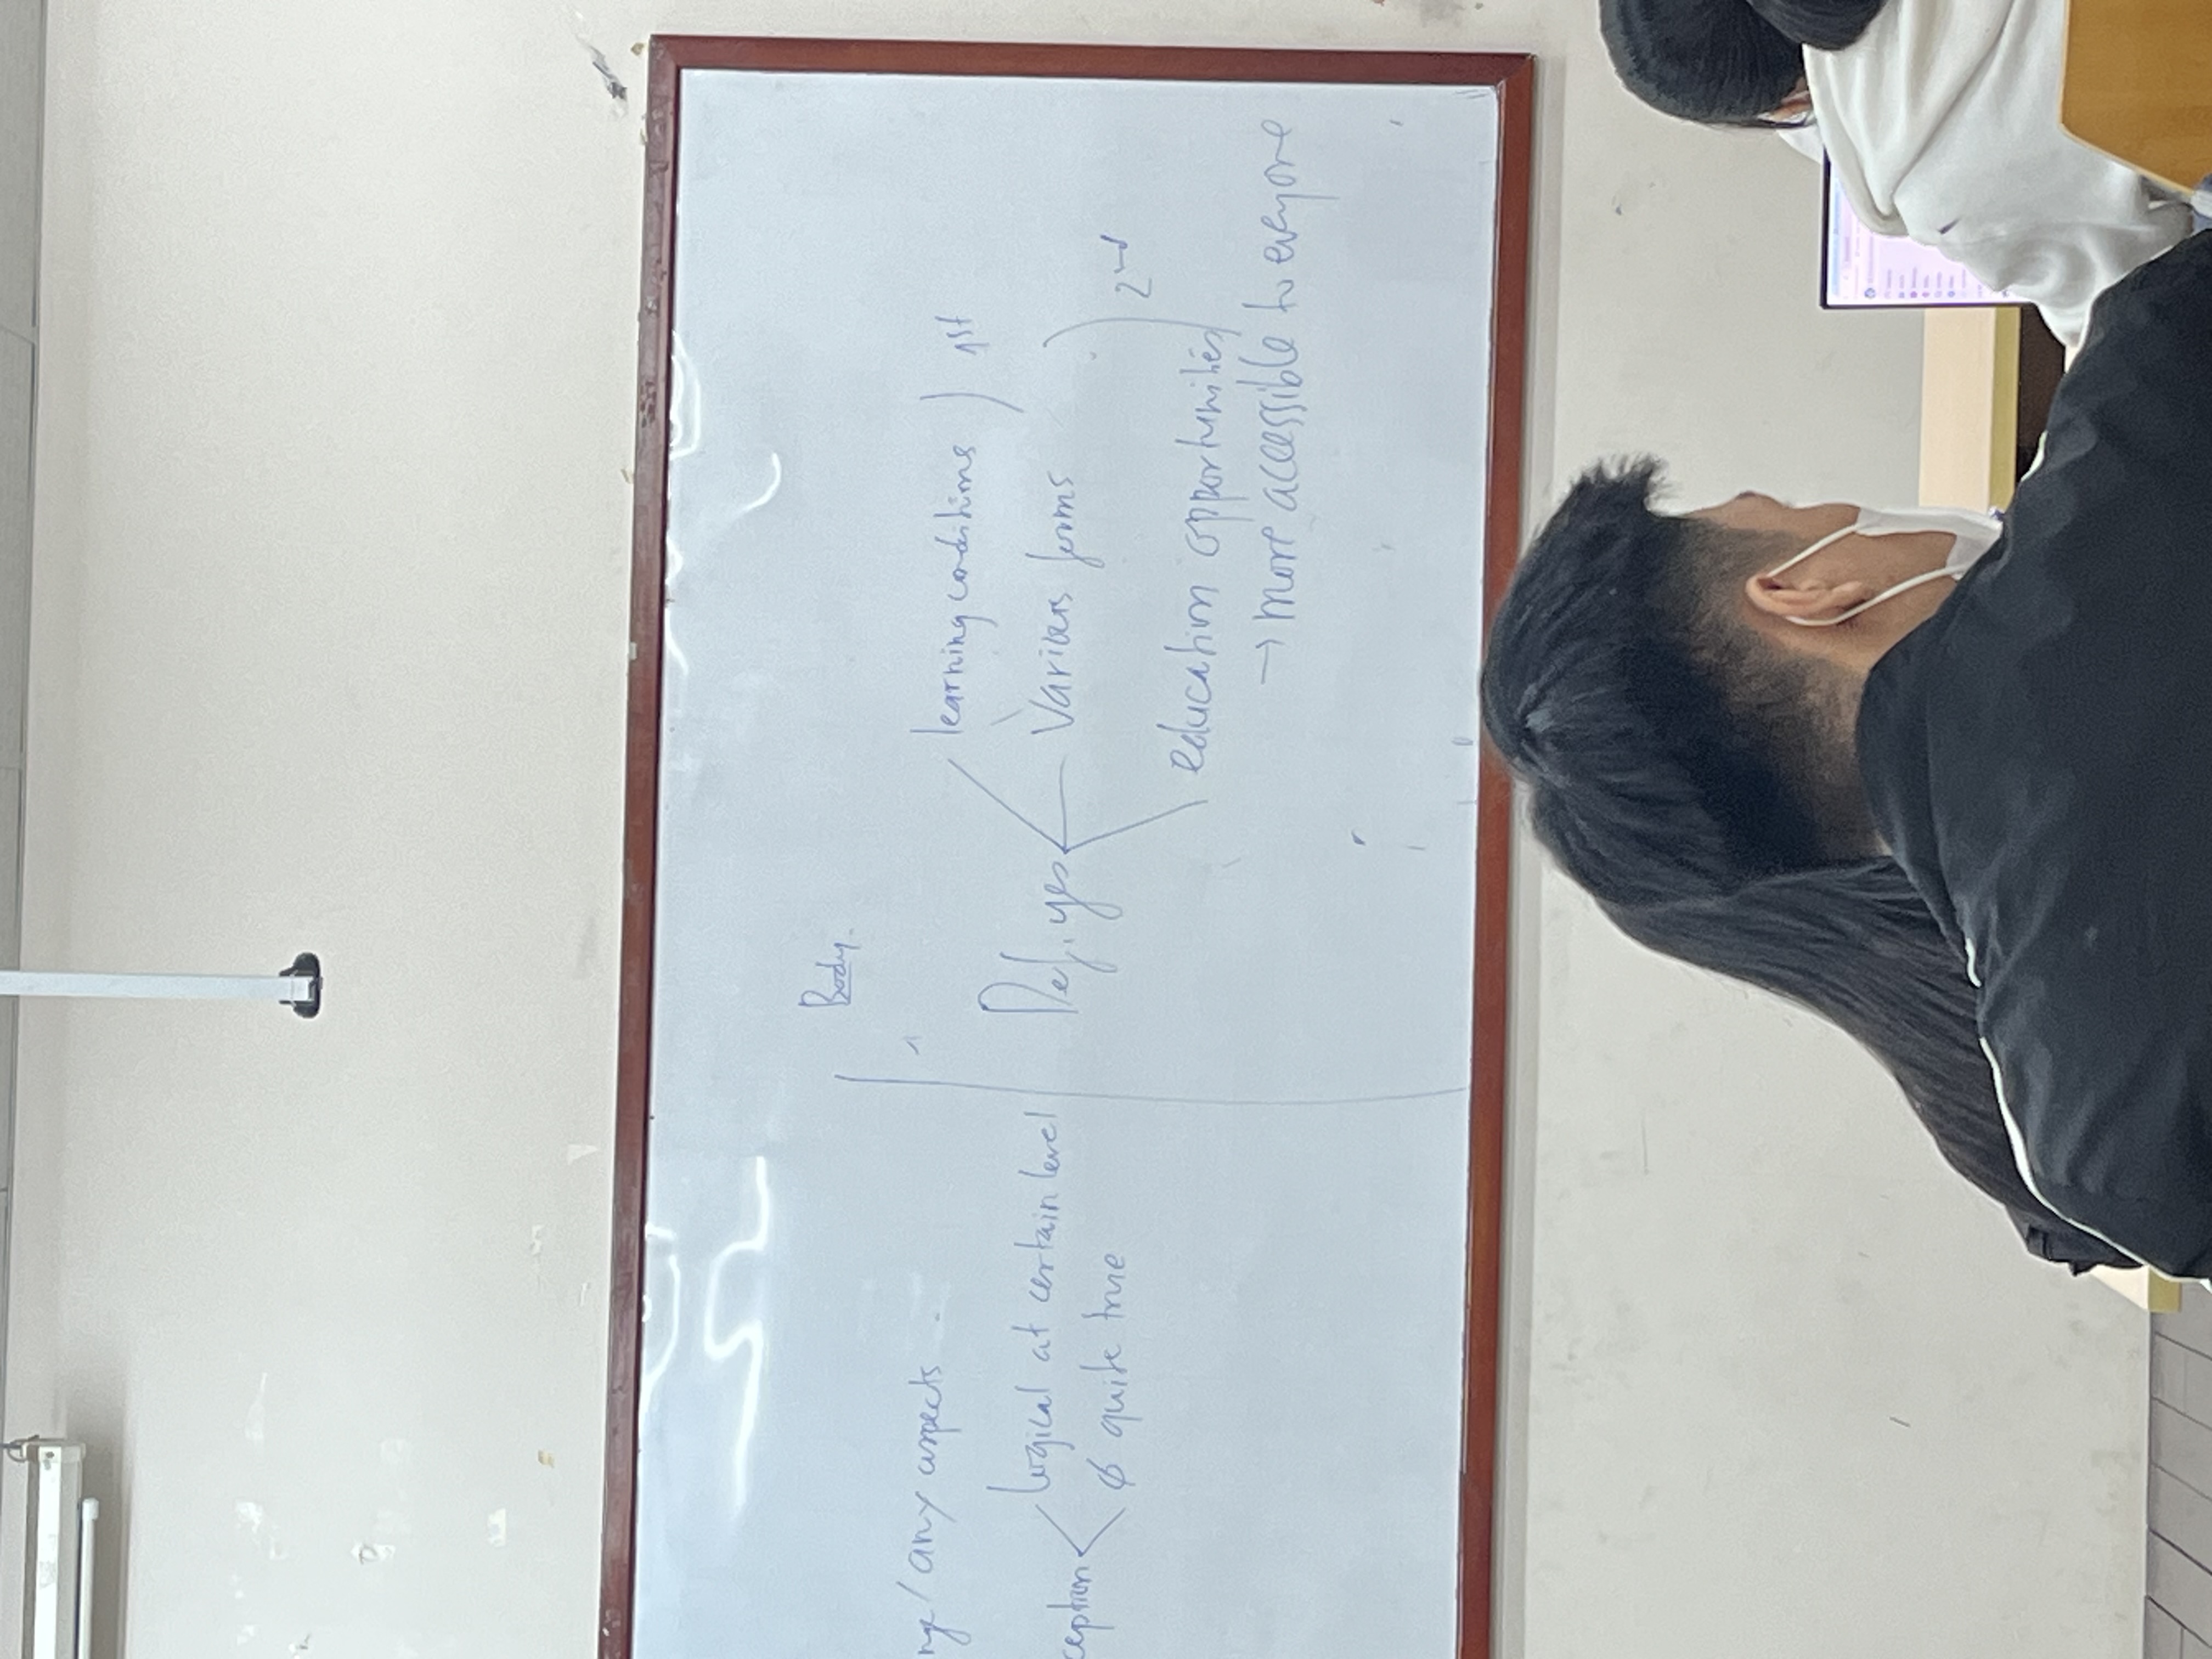 nge / any aspects
ception
logical at certain level
∅ quite true
Body.
1
Def. yes
learning conditions
1st
Various forms
2nd
education opportunities
→ more accessible to everyone